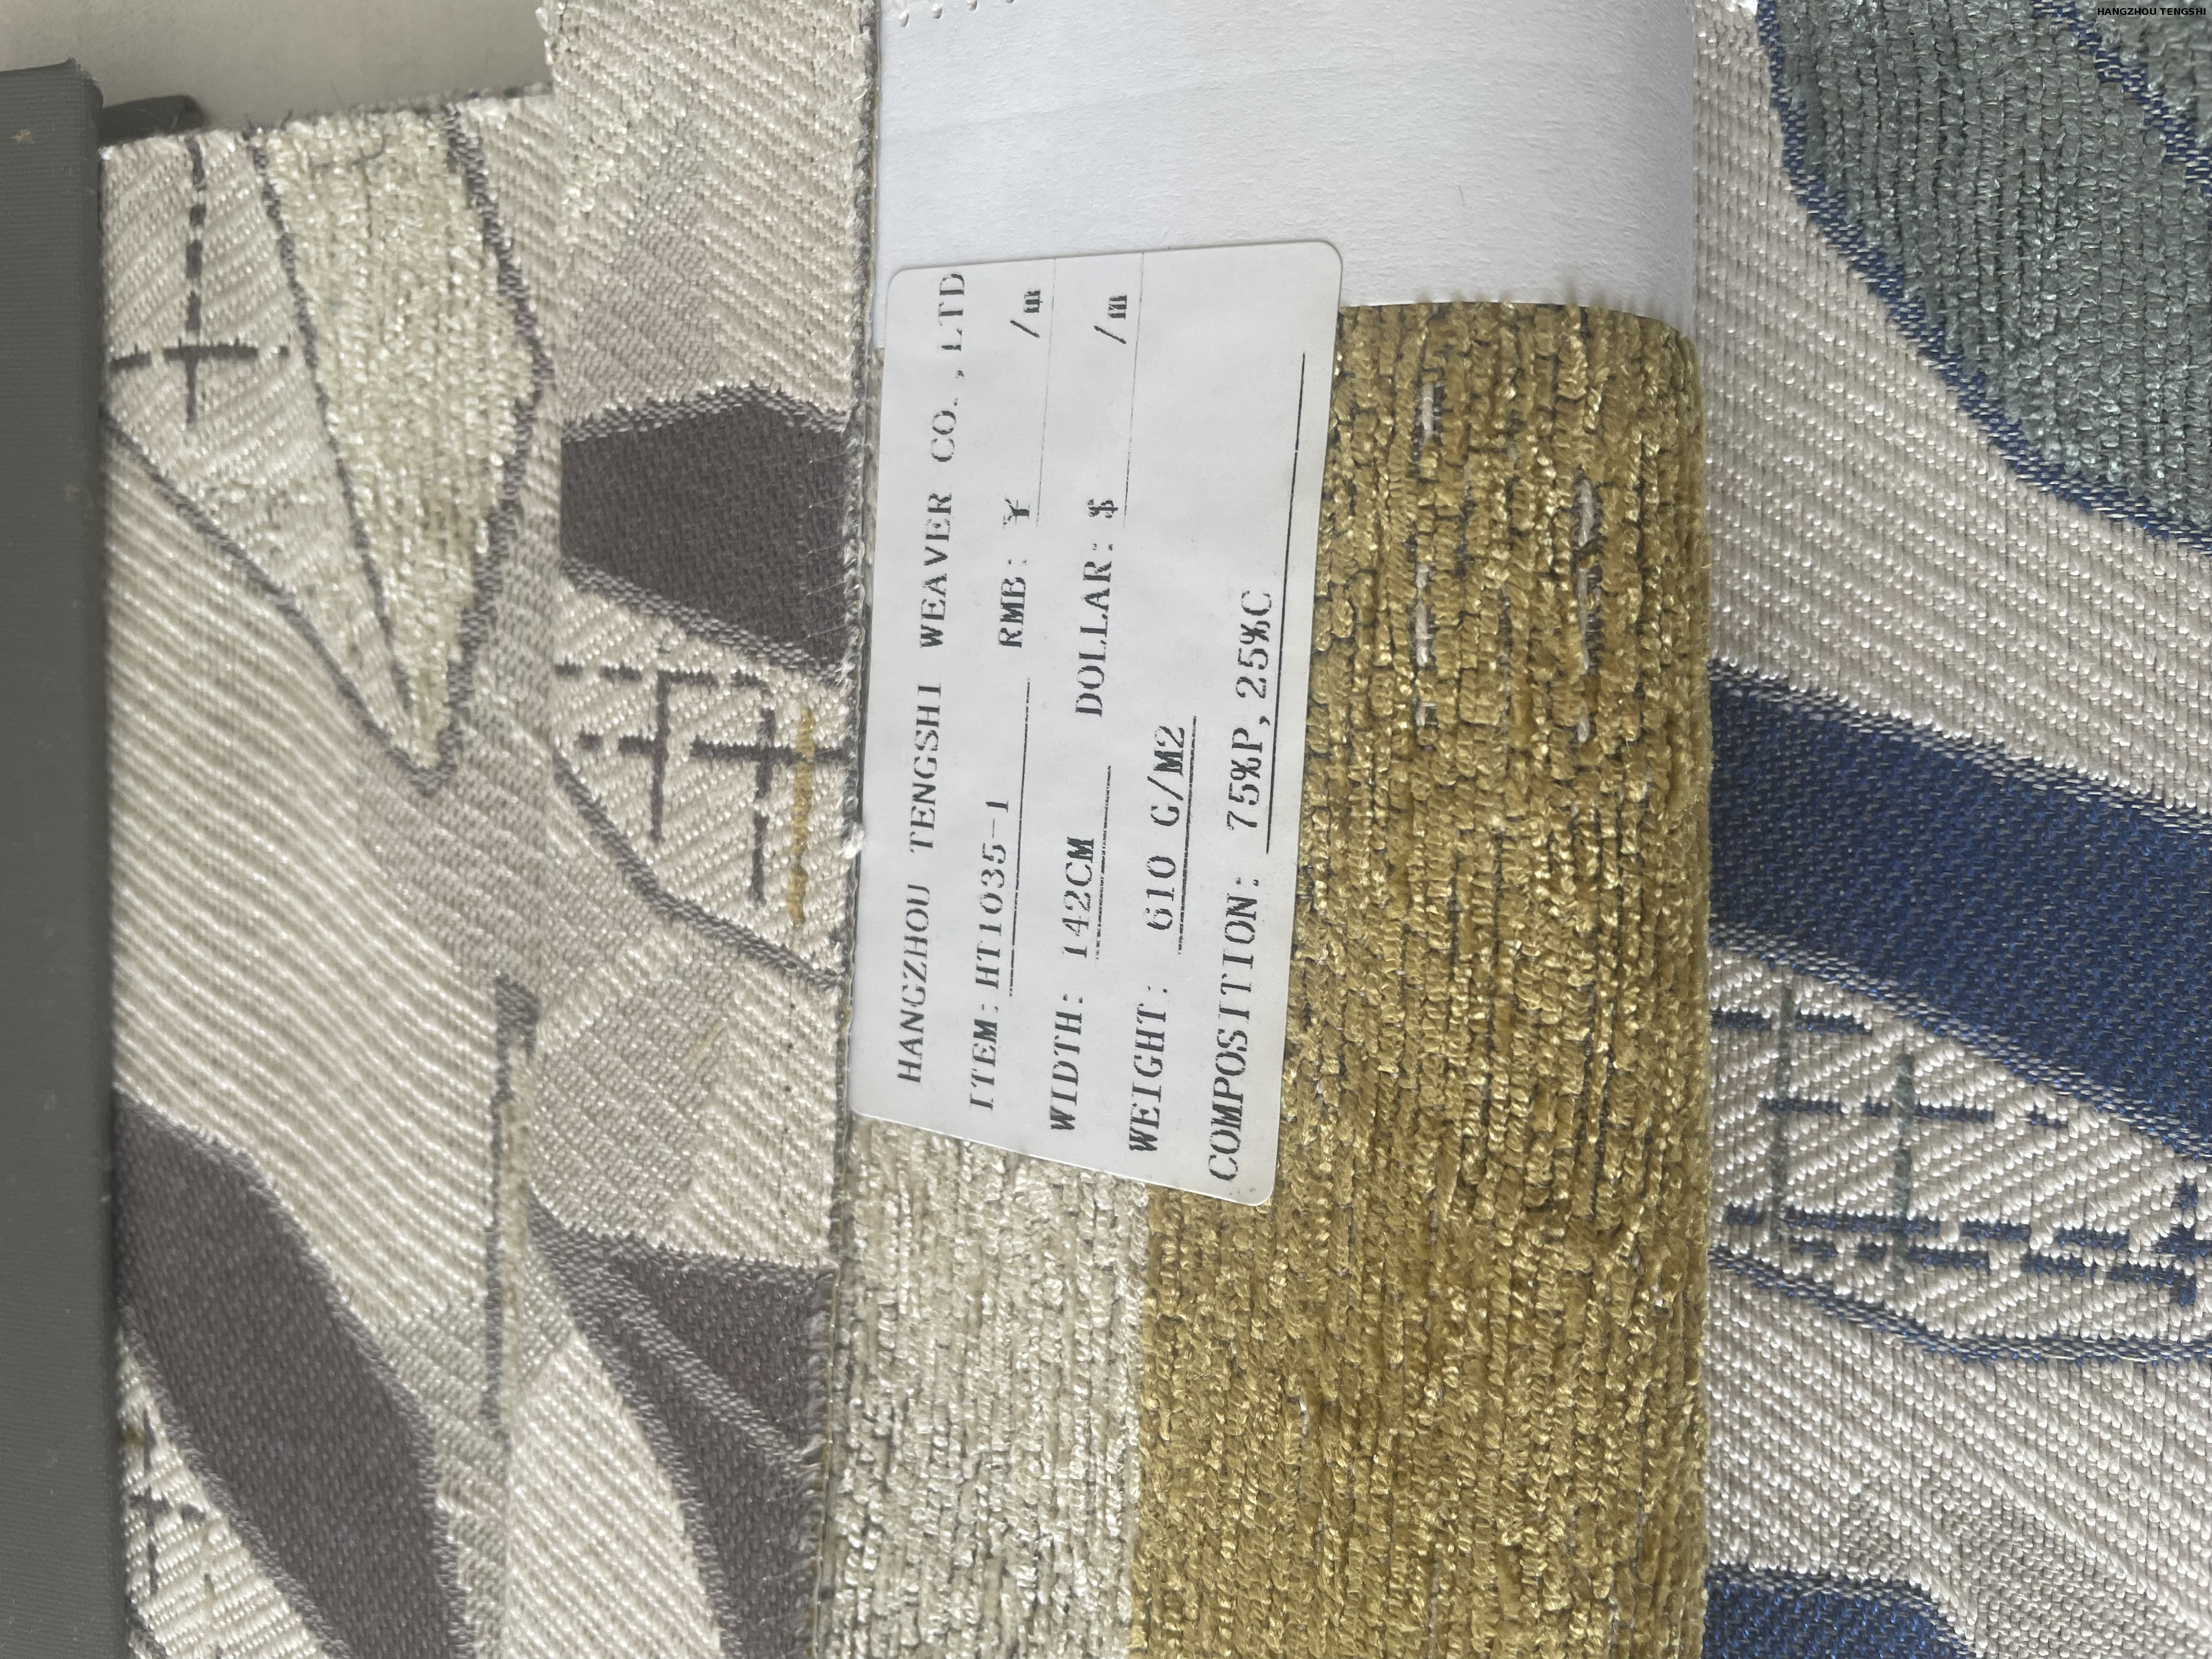 HANGZHOU TENGSHI
HANGZHOU TENGSHI WEAVER CO.,LTD
ITEM: HT1035-1 RMB: ¥ /m
WIDTH: 142CM DOLLAR: $ /m
WEIGHT: 610 G/M2
COMPOSITION: 75%P,25%C